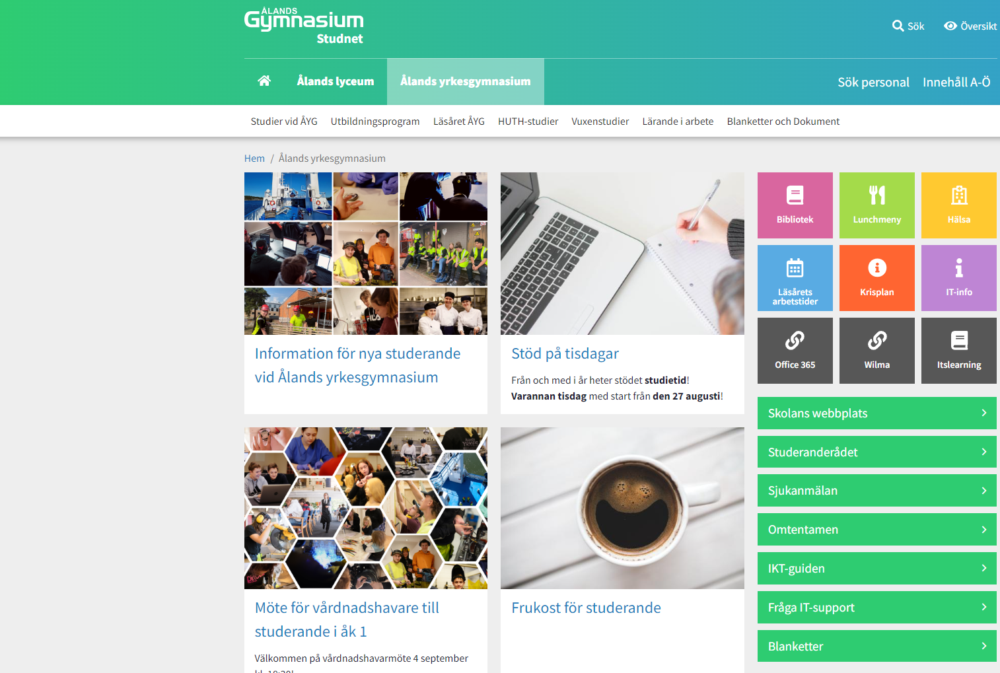 ÅLANDS
Gymnasium
Studnet
Sök
Översikt
Ålands lyceum
Ålands yrkesgymnasium
Sök personal
Innehåll A-Ö
Studier vid ÅYG
Utbildningsprogram
Läsåret ÅYG
HUTH-studier
Vuxenstudier
Lärande i arbete
Blanketter och Dokument
Hem / Ålands yrkesgymnasium
Information för nya studerande
vid Ålands yrkesgymnasium
Stöd på tisdagar
Från och med i år heter stödet studietid!
Varannan tisdag med start från den 27 augusti!
Möte för vårdnadshavare till
studerande i åk 1
Välkommen på vårdnadshavarmöte 4 september
Frukost för studerande
Bibliotek
Lunchmeny
Hälsa
Läsårets
arbetstider
Krisplan
IT-info
Office 365
Wilma
Itslearning
Skolans webbplats
Studeranderådet
Sjukanmälan
Omtentamen
IKT-guiden
Fråga IT-support
Blanketter